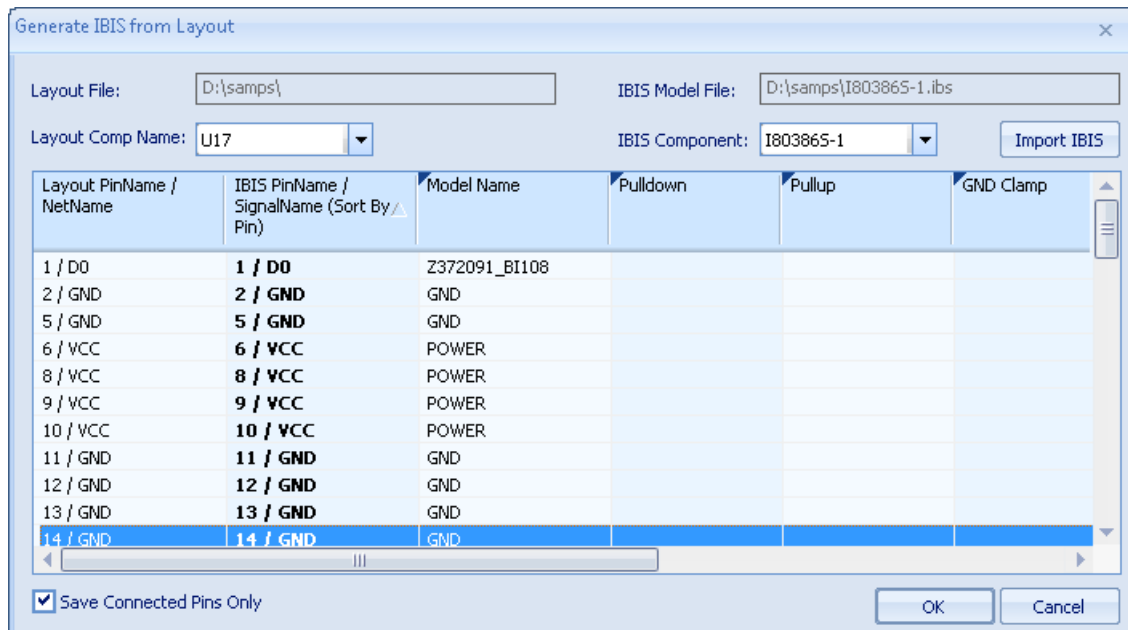 Generate IBIS from Layout
Layout File: D:\samps\ IBIS Model File: D:\samps\I80386S-1.ibs
Layout Comp Name: U17 IBIS Component: I80386S-1 Import IBIS
Layout PinName / IBIS PinName / Model Name Pulldown Pullup GND Clamp
NetName SignalName (Sort By
Pin)
1 / D0 1 / D0 Z372091_BI108
2 / GND 2 / GND GND
5 / GND 5 / GND GND
6 / VCC 6 / VCC POWER
8 / VCC 8 / VCC POWER
9 / VCC 9 / VCC POWER
10 / VCC 10 / VCC POWER
11 / GND 11 / GND GND
12 / GND 12 / GND GND
13 / GND 13 / GND GND
14 / GND 14 / GND GND
Save Connected Pins Only OK Cancel